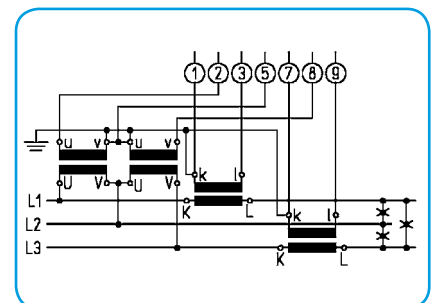 1 2 3 5 7 8 9
u v u v
k l
U V U V
k l
L1 K L
L2
L3 K L